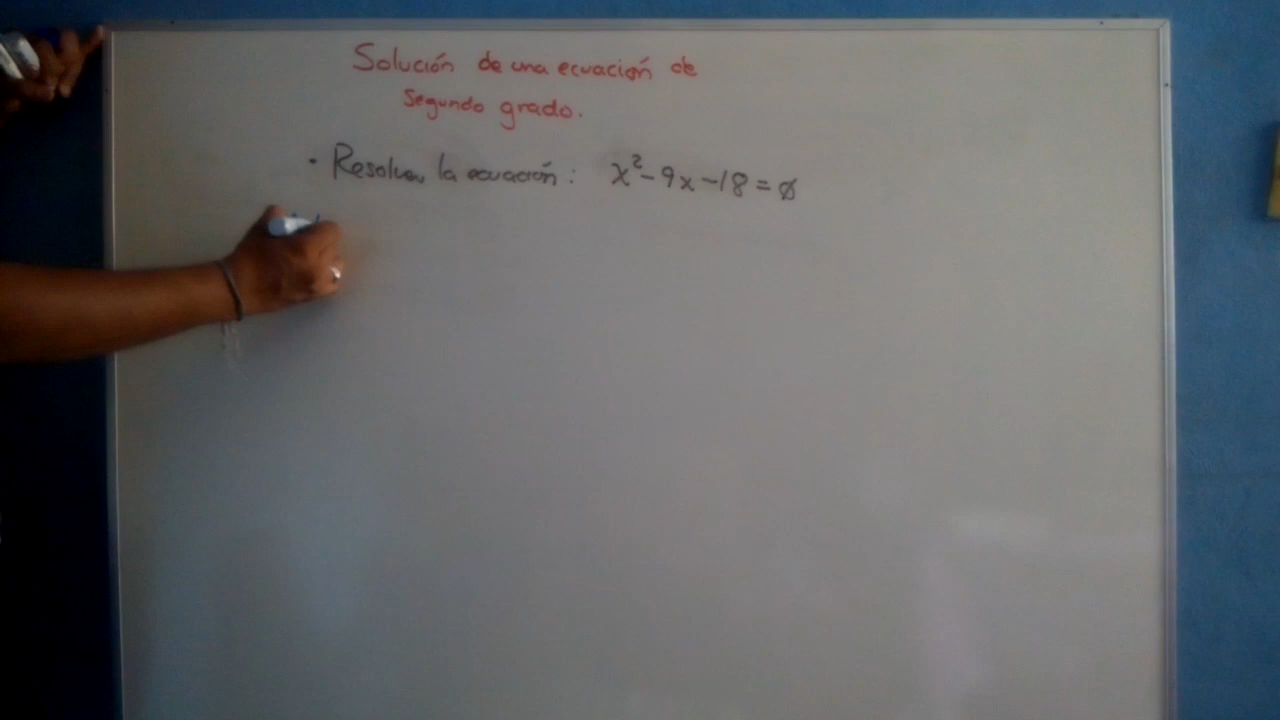 Solución de una ecuación de
Segundo grado.
• Resolver la ecuación: x²-9x-18=0